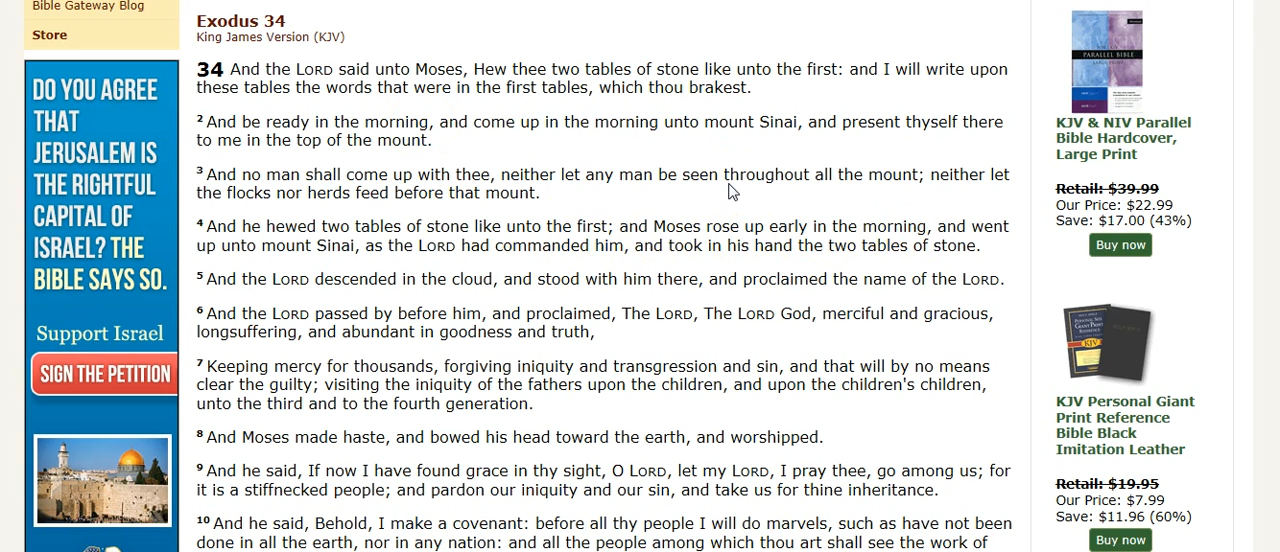 Bible Gateway Blog
Store
DO YOU AGREE
THAT
JERUSALEM IS
THE RIGHTFUL
CAPITAL OF
ISRAEL? THE
BIBLE SAYS SO.
Support Israel
SIGN THE PETITION
Exodus 34
King James Version (KJV)
34 And the LORD said unto Moses, Hew thee two tables of stone like unto the first: and I will write upon
these tables the words that were in the first tables, which thou brakest.
2 And be ready in the morning, and come up in the morning unto mount Sinai, and present thyself there
to me in the top of the mount.
3 And no man shall come up with thee, neither let any man be seen throughout all the mount; neither let
the flocks nor herds feed before that mount.
4 And he hewed two tables of stone like unto the first; and Moses rose up early in the morning, and went
up unto mount Sinai, as the LORD had commanded him, and took in his hand the two tables of stone.
5 And the LORD descended in the cloud, and stood with him there, and proclaimed the name of the LORD.
6 And the LORD passed by before him, and proclaimed, The LORD, The LORD God, merciful and gracious,
longsuffering, and abundant in goodness and truth,
7 Keeping mercy for thousands, forgiving iniquity and transgression and sin, and that will by no means
clear the guilty; visiting the iniquity of the fathers upon the children, and upon the children's children,
unto the third and to the fourth generation.
8 And Moses made haste, and bowed his head toward the earth, and worshipped.
9 And he said, If now I have found grace in thy sight, O LORD, let my LORD, I pray thee, go among us; for
it is a stiffnecked people; and pardon our iniquity and our sin, and take us for thine inheritance.
10 And he said, Behold, I make a covenant: before all thy people I will do marvels, such as have not been
done in all the earth, nor in any nation: and all the people among which thou art shall see the work of
PARALLEL BIBLE
KJV & NIV Parallel
Bible Hardcover,
Large Print
Retail: $39.99
Our Price: $22.99
Save: $17.00 (43%)
Buy now
KJV
KJV Personal Giant
Print Reference
Bible Black
Imitation Leather
Retail: $19.95
Our Price: $7.99
Save: $11.96 (60%)
Buy now